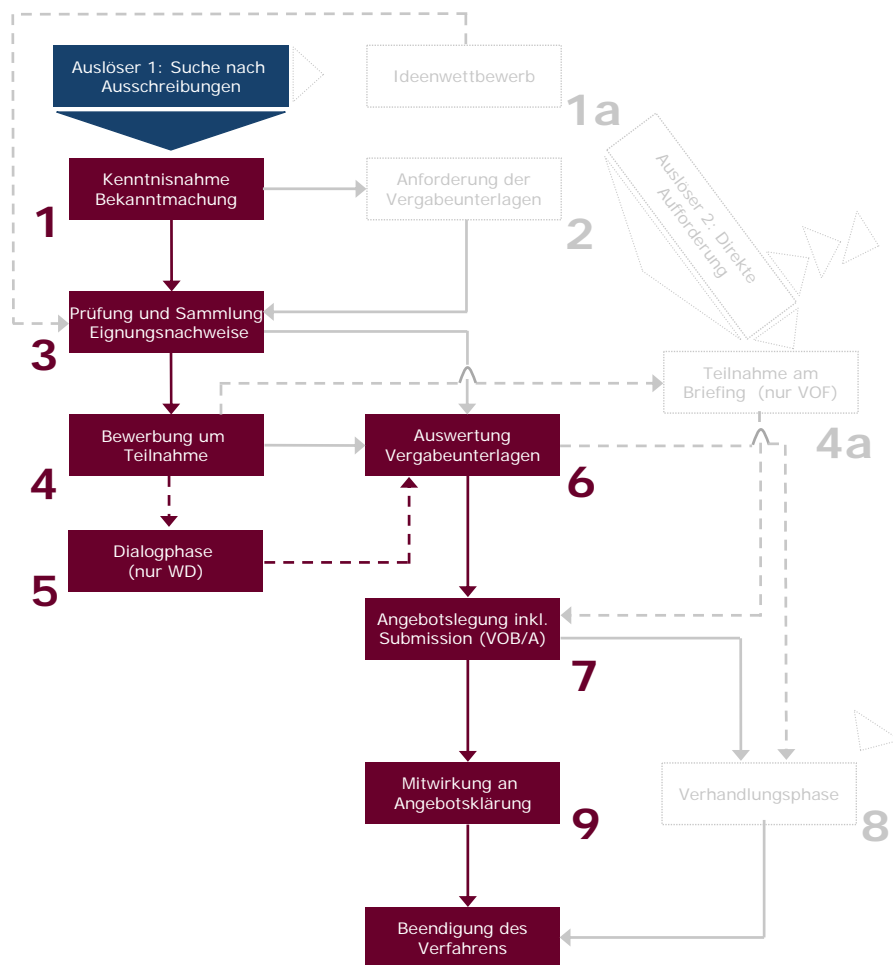 Auslöser 1: Suche nach
Ausschreibungen
Ideenwettbewerb
1a
Kenntnisnahme
Bekanntmachung
1
Anforderung der
Vergabeunterlagen
2
Auslöser 2: Direkte
Aufforderung
Prüfung und Sammlung
Eignungsnachweise
3
Teilnahme am
Briefing (nur VOF)
4a
Bewerbung um
Teilnahme
4
Auswertung
Vergabeunterlagen
6
Dialogphase
(nur WD)
5
Angebotslegung inkl.
Submission (VOB/A)
7
Mitwirkung an
Angebotsklärung
9
Verhandlungsphase
8
Beendigung des
Verfahrens